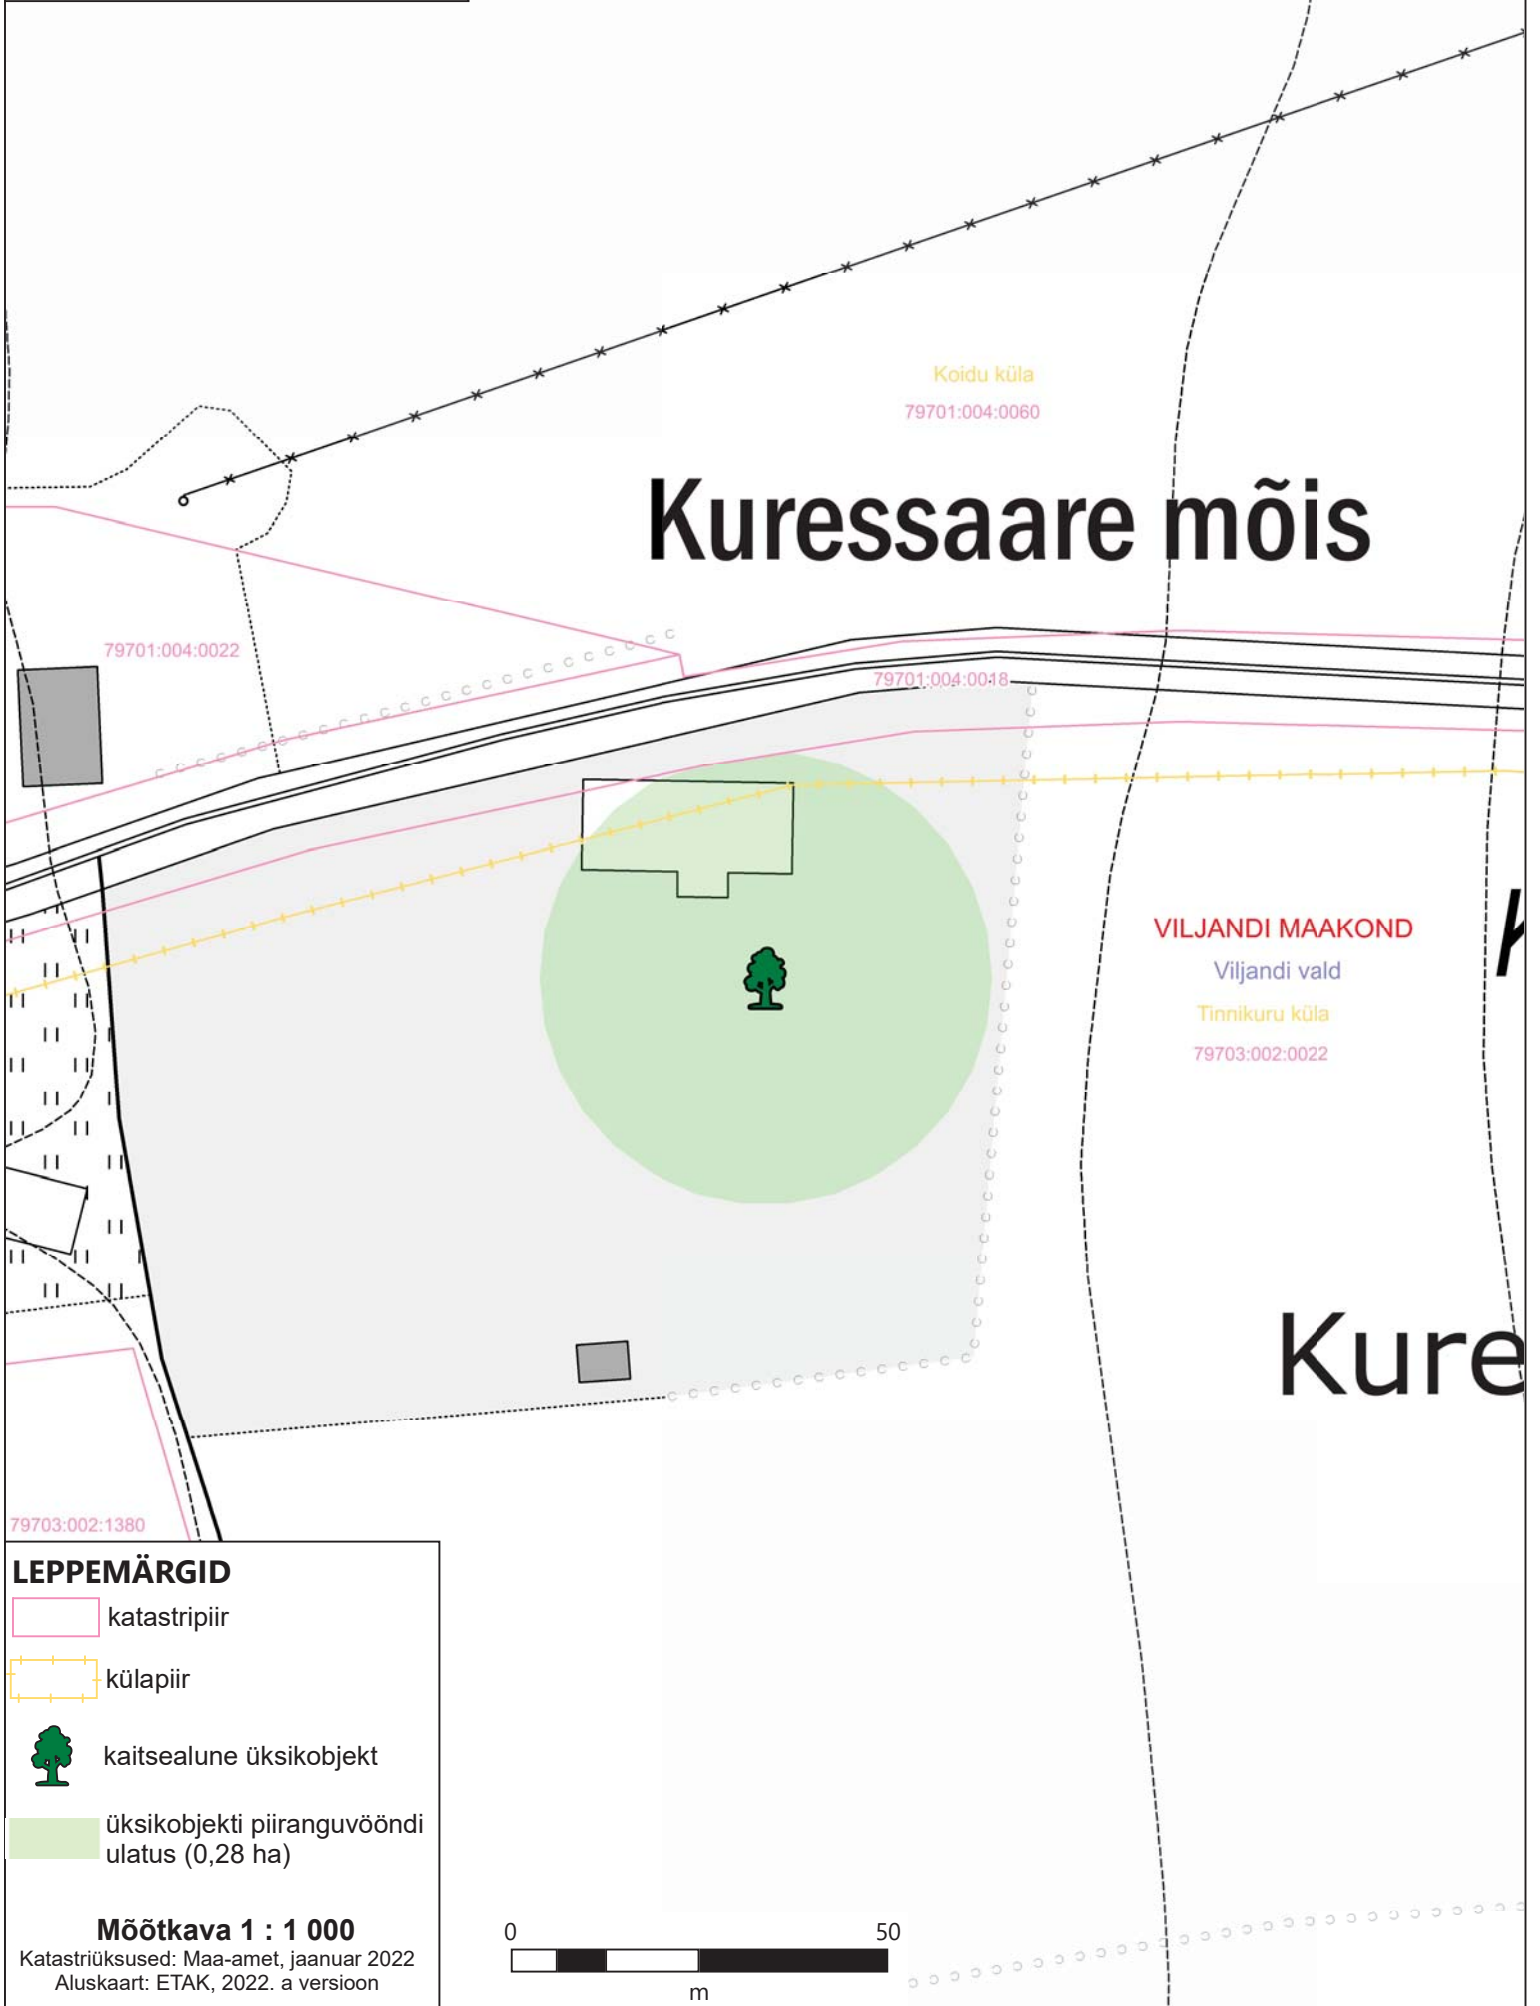 Koidu küla
79701:004:0060
Kuressaare mõis
79701:004:0022
79701:004:0018
VILJANDI MAAKOND
Viljandi vald
Tinnikuru küla
79703:002:0022
Kure
79703:002:1380
LEPPEMÄRGID
katastripiir
külapiir
kaitsealune üksikobjekt
üksikobjekti piiranguvööndi
ulatus (0,28 ha)
Mõõtkava 1 : 1 000
Katastriüksused: Maa-amet, jaanuar 2022
Aluskaart: ETAK, 2022. a versioon
0 50
m